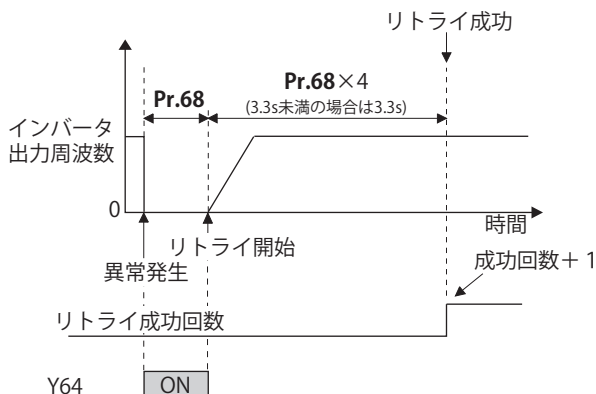 リトライ成功
Pr.68
Pr.68×4
(3.3s未満の場合は3.3s)
インバータ
出力周波数
0
時間
リトライ開始
異常発生
成功回数＋1
リトライ成功回数
Y64
ON